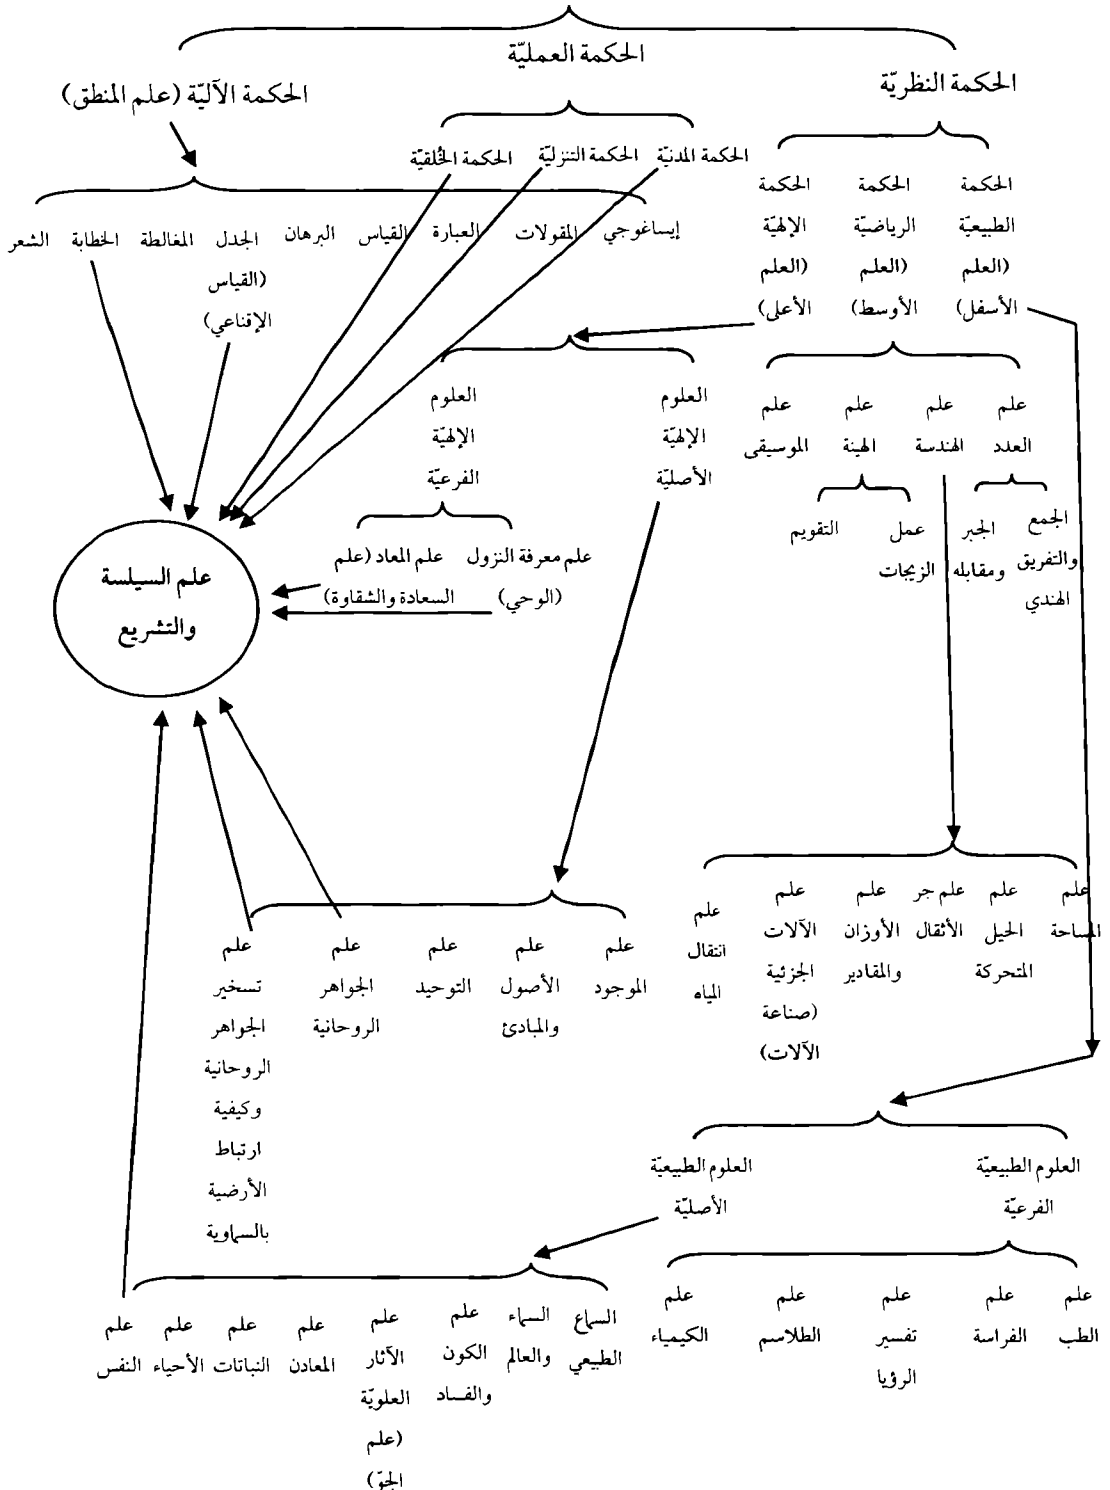 الحكمة العمليّة
الحكمة النظريّة
الحكمة الآليّة (علم المنطق)
الحكمة المدنيّة
الحكمة التنزليّة
الحكمة الخُلقيّة
الحكمة
الطبيعيّة
(العلم
الأسفل)
الحكمة
الرياضيّة
(العلم
الأوسط)
الحكمة
الإلهيّة
(العلم
الأعلى)
إيساغوجي
المقولات
العبارة
القياس
البرهان
الجدل
(القياس
الإقناعي)
المغالطة
الخطابة
الشعر
علم
العدد
علم
الهندسة
علم
الهيئة
علم
الموسيقى
العلوم
الإلهيّة
الأصليّة
العلوم
الإلهيّة
الفرعيّة
الجمع
والتفريق
الهندي
الجبر
ومقابله
عمل
الزيجات
التقويم
علم معرفة النزول
(الوحي)
علم المعاد (علم
السعادة والشقاوة)
علم السيلسة
والتشريع
علم
المساحة
علم
الحيل
المتحركة
علم جر
الأثقال
علم
الأوزان
والمقادير
علم
الآلات
الجزئية
(صناعة
الآلات)
علم
انتقال
المياه
علم
الموجود
علم
الأصول
والمبادئ
علم
التوحيد
علم
الجواهر
الروحانية
علم
تسخير
الجواهر
الروحانية
وكيفية
ارتباط
الأرضية
بالسماوية
العلوم الطبيعيّة
الفرعيّة
العلوم الطبيعيّة
الأصليّة
علم
الطب
علم
الفراسة
علم
تفسير
الرؤيا
علم
الطلاسم
علم
الكيمياء
السماع
الطبيعي
السماء
والعالم
علم
الكون
والفساد
علم
الآثار
العلويّة
(علم
الجوّ)
علم
المعادن
علم
النباتات
علم
الأحياء
علم
النفس